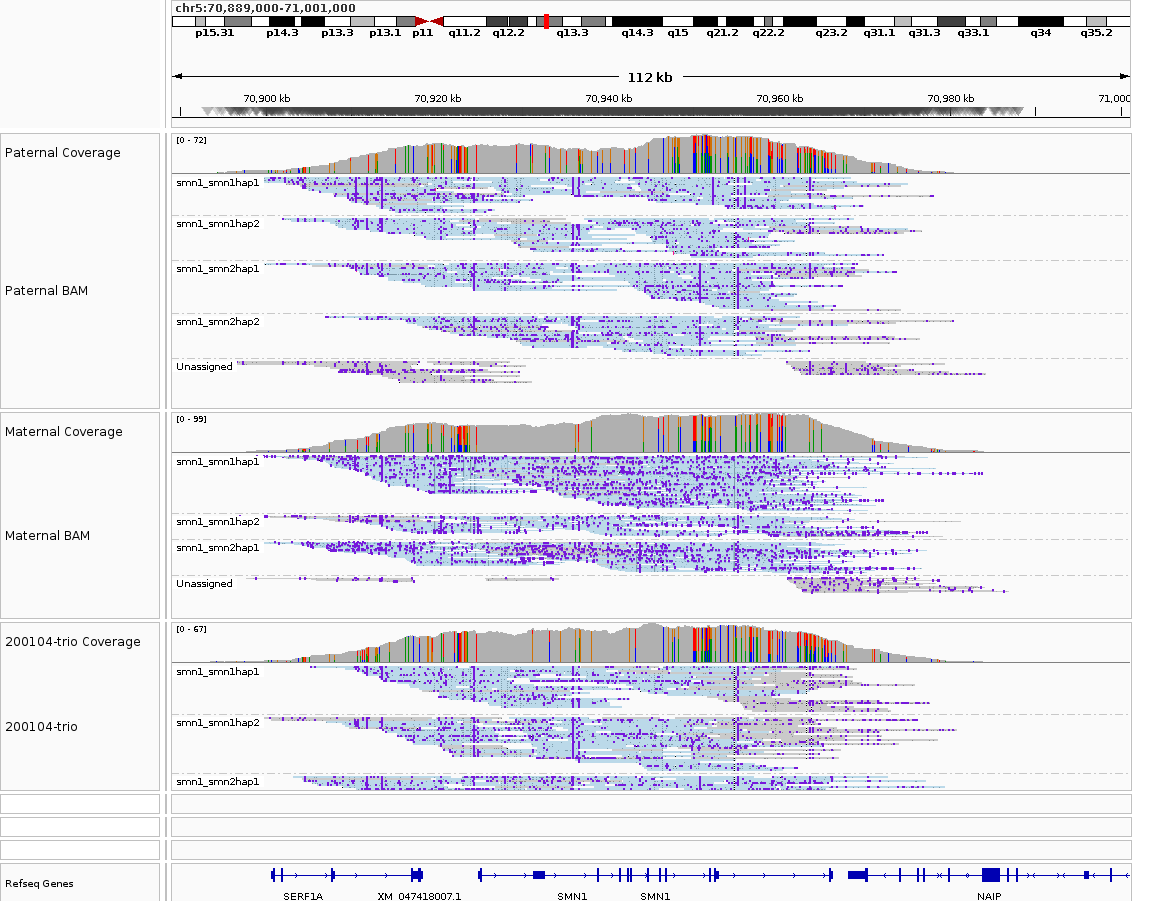 chr5:70,889,000-71,001,000
p15.31 p14.3 p13.3 p13.1 p11 q11.2 q12.2 q13.3 q14.3 q15 q21.2 q22.2 q23.2 q31.1 q31.3 q33.1 q34 q35.2
112 kb
70,900 kb 70,920 kb 70,940 kb 70,960 kb 70,980 kb 71,000
Paternal Coverage
[0 - 72]
Paternal BAM
smn1_smn1hap1
smn1_smn1hap2
smn1_smn2hap1
smn1_smn2hap2
Unassigned
Maternal Coverage
[0 - 99]
Maternal BAM
smn1_smn1hap1
smn1_smn1hap2
smn1_smn2hap1
Unassigned
200104-trio Coverage
[0 - 67]
200104-trio
smn1_smn1hap1
smn1_smn1hap2
smn1_smn2hap1
Refseq Genes
SERF1A XM_047418007.1 SMN1 SMN1 NAIP